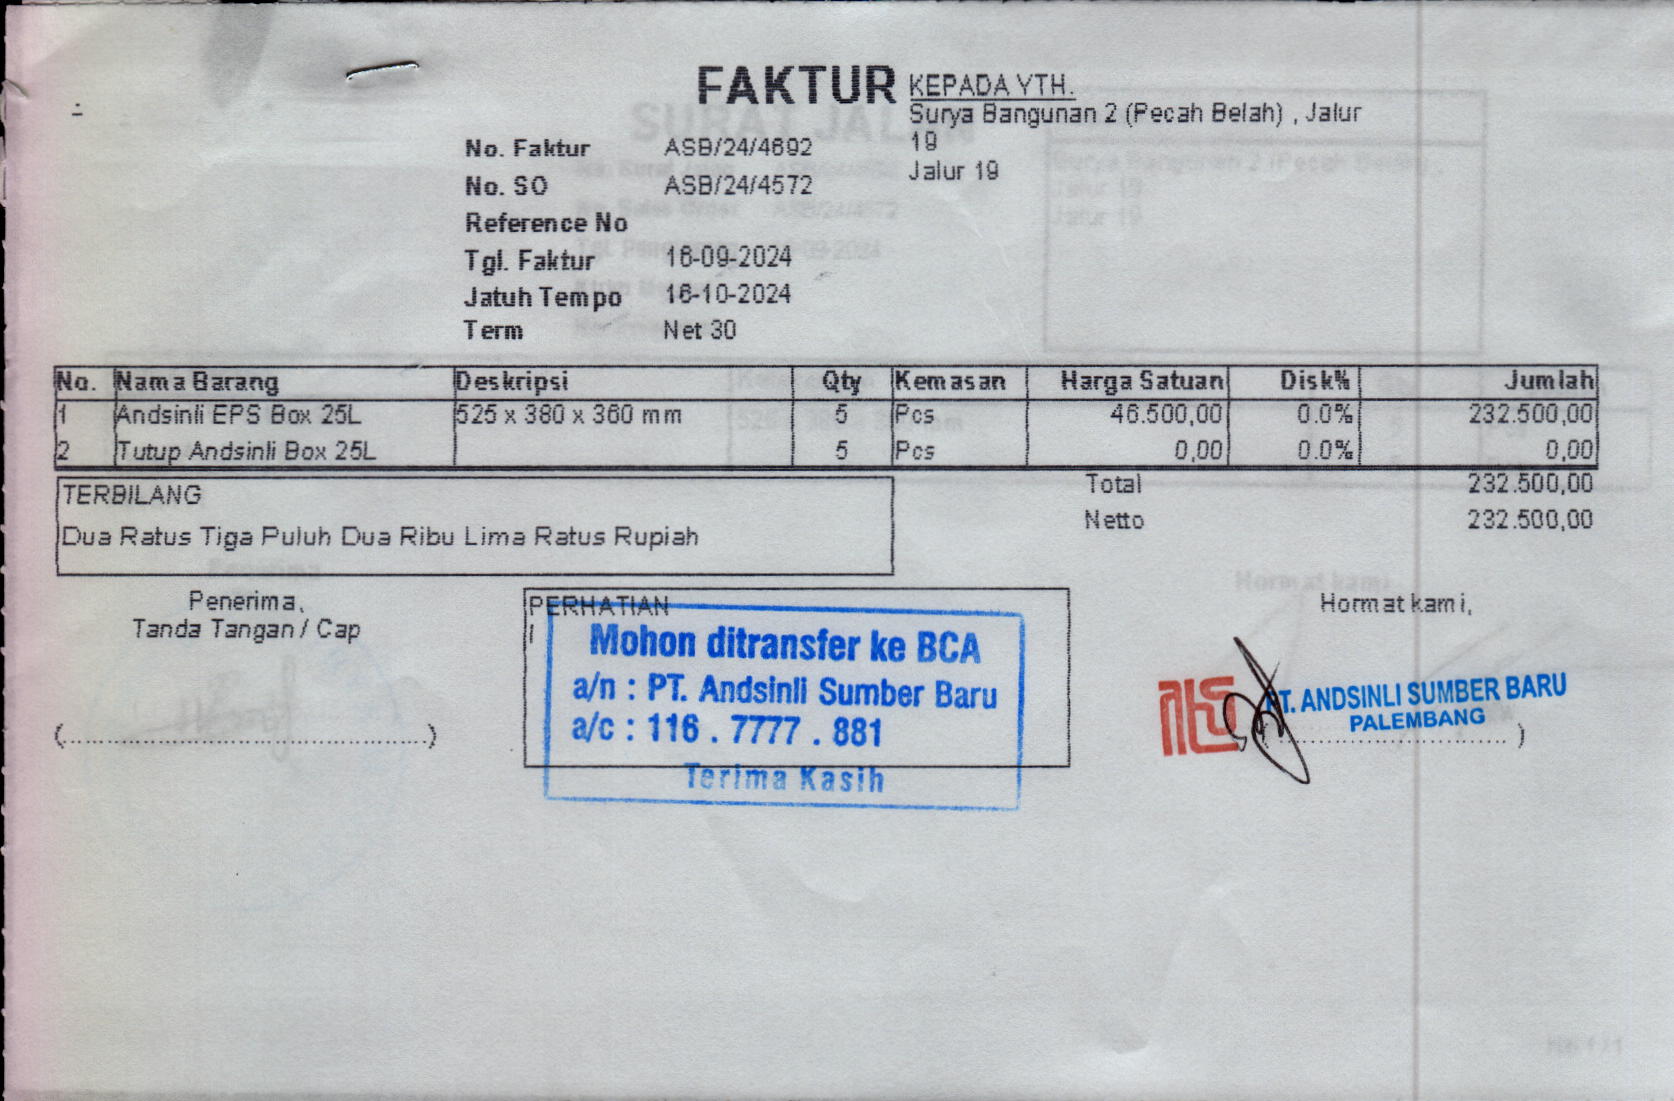 FAKTUR
KEPADA YTH.
Surya Bangunan 2 (Pecah Belah) , Jalur
19
Jalur 19
No. Faktur ASB/24/4692
No. SO ASB/24/4572
Reference No
Tgl. Faktur 16-09-2024
Jatuh Tempo 16-10-2024
Term Net 30
No. Nama Barang Deskripsi Qty Kemasan Harga Satuan Disk% Jumlah
1 Andsinli EPS Box 25L 525 x 380 x 360 mm 5 Pcs 46.500,00 0.0% 232.500,00
2 Tutup Andsinli Box 25L 5 Pcs 0,00 0.0% 0,00
TERBILANG
Dua Ratus Tiga Puluh Dua Ribu Lima Ratus Rupiah
Total 232.500,00
Netto 232.500,00
Penerima,
Tanda Tangan / Cap
(..........................................................)
PERHATIAN
/
Mohon ditransfer ke BCA
a/n : PT. Andsinli Sumber Baru
a/c : 116 . 7777 . 881
Terima Kasih
Hormat kami,
PT. ANDSINLI SUMBER BARU
PALEMBANG
(.......................................)